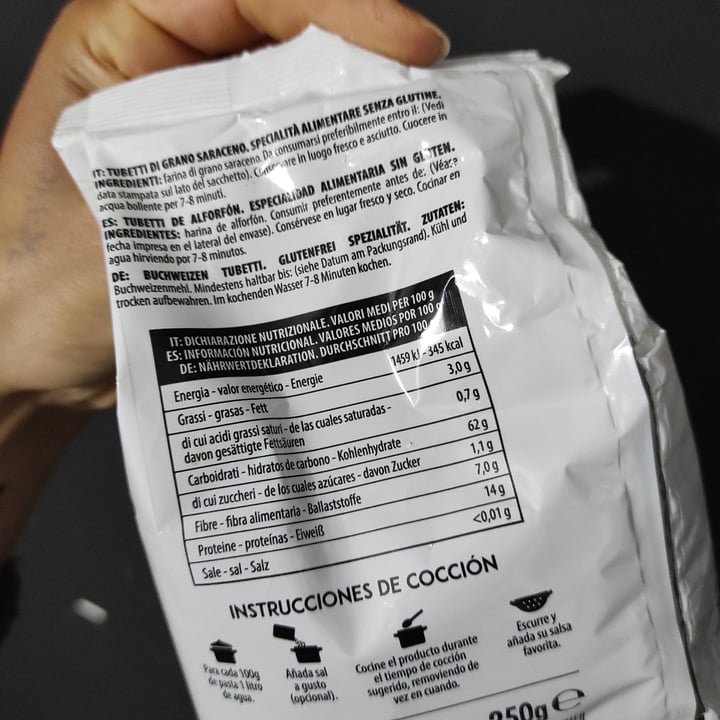 IT: TUBETTI DI GRANO SARACENO. SPECIALITÀ ALIMENTARE SENZA GLUTINE.
INGREDIENTI: farina di grano saraceno. Da consumarsi preferibilmente entro il: (Vedi
data stampata sul lato del sacchetto). Conservare in luogo fresco e asciutto. Cuocere in
acqua bollente per 7-8 minuti.
ES: TUBETTI DE ALFORFÓN. ESPECIALIDAD ALIMENTARIA SIN GLUTEN.
INGREDIENTES: harina de alforfón. Consumir preferentemente antes de: (Véase
fecha impresa en el lateral del envase). Consérvese en lugar fresco y seco. Cocinar en
agua hirviendo por 7-8 minutos.
DE: BUCHWEIZEN TUBETTI. GLUTENFREI SPEZIALITÄT. ZUTATEN:
Buchweizenmehl. Mindestens haltbar bis: (siehe Datum am Packungsrand). Kühl und
trocken aufbewahren. Im kochenden Wasser 7-8 Minuten kochen.
IT: DICHIARAZIONE NUTRIZIONALE. VALORI MEDI PER 100 g
ES: INFORMACIÓN NUTRICIONAL. VALORES MEDIOS POR 100 g
DE: NÄHRWERTDEKLARATION. DURCHSCHNITT PRO 100
Energia - valor energético - Energie 1459 kJ - 345 kcal
Grassi - grasas - Fett 3,0 g
di cui acidi grassi saturi - de las cuales saturadas -
davon gesättigte Fettsäuren 0,7 g
Carboidrati - hidratos de carbono - Kohlenhydrate 62 g
di cui zuccheri - de los cuales azúcares - davon Zucker 1,1 g
Fibre - fibra alimentaria - Ballaststoffe 7,0 g
Proteine - proteínas - Eiweiß 14 g
Sale - sal - Salz <0,01 g
INSTRUCCIONES DE COCCIÓN
Para cada 100g
de pasta 1 litro
de agua.
Añada sal
a gusto
(opcional).
Cocine el producto durante
el tiempo de cocción
sugerido, removiendo de
vez en cuando.
Escurre y
añada su salsa
favorita.
250g ℮